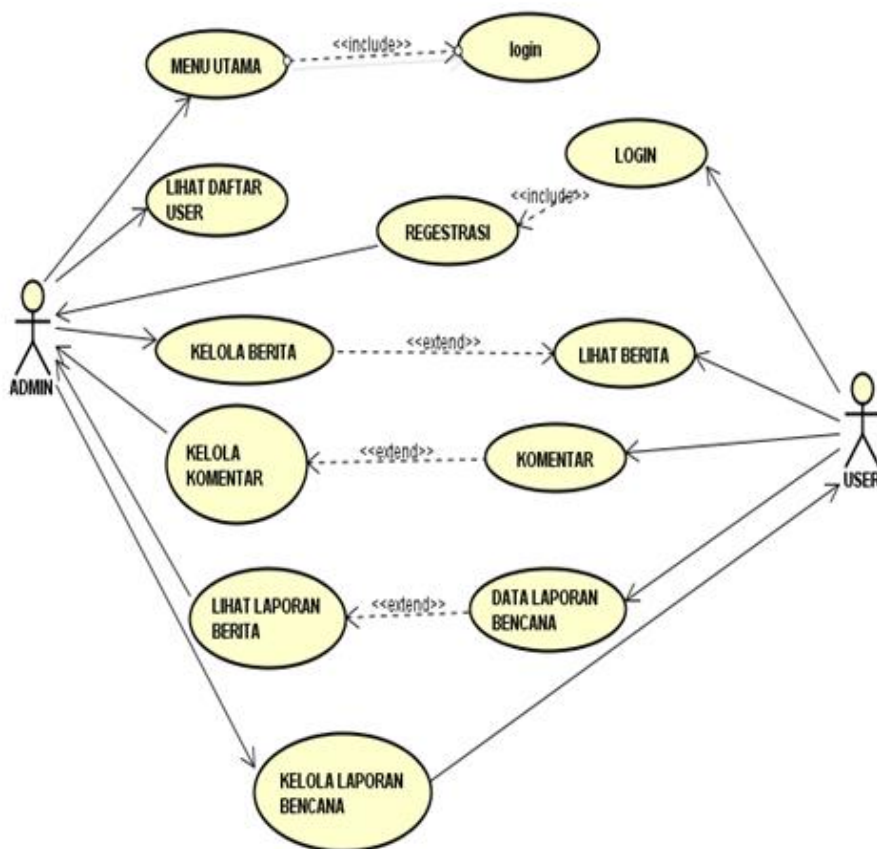 <<include>>
MENU UTAMA
login
LOGIN
LIHAT DAFTAR
USER
<<include>>
REGESTRASI
KELOLA BERITA
<<extend>>
LIHAT BERITA
ADMIN
KELOLA
KOMENTAR
<<extend>>
KOMENTAR
USER
LIHAT LAPORAN
BERITA
<<extend>>
DATA LAPORAN
BENCANA
KELOLA LAPORAN
BENCANA